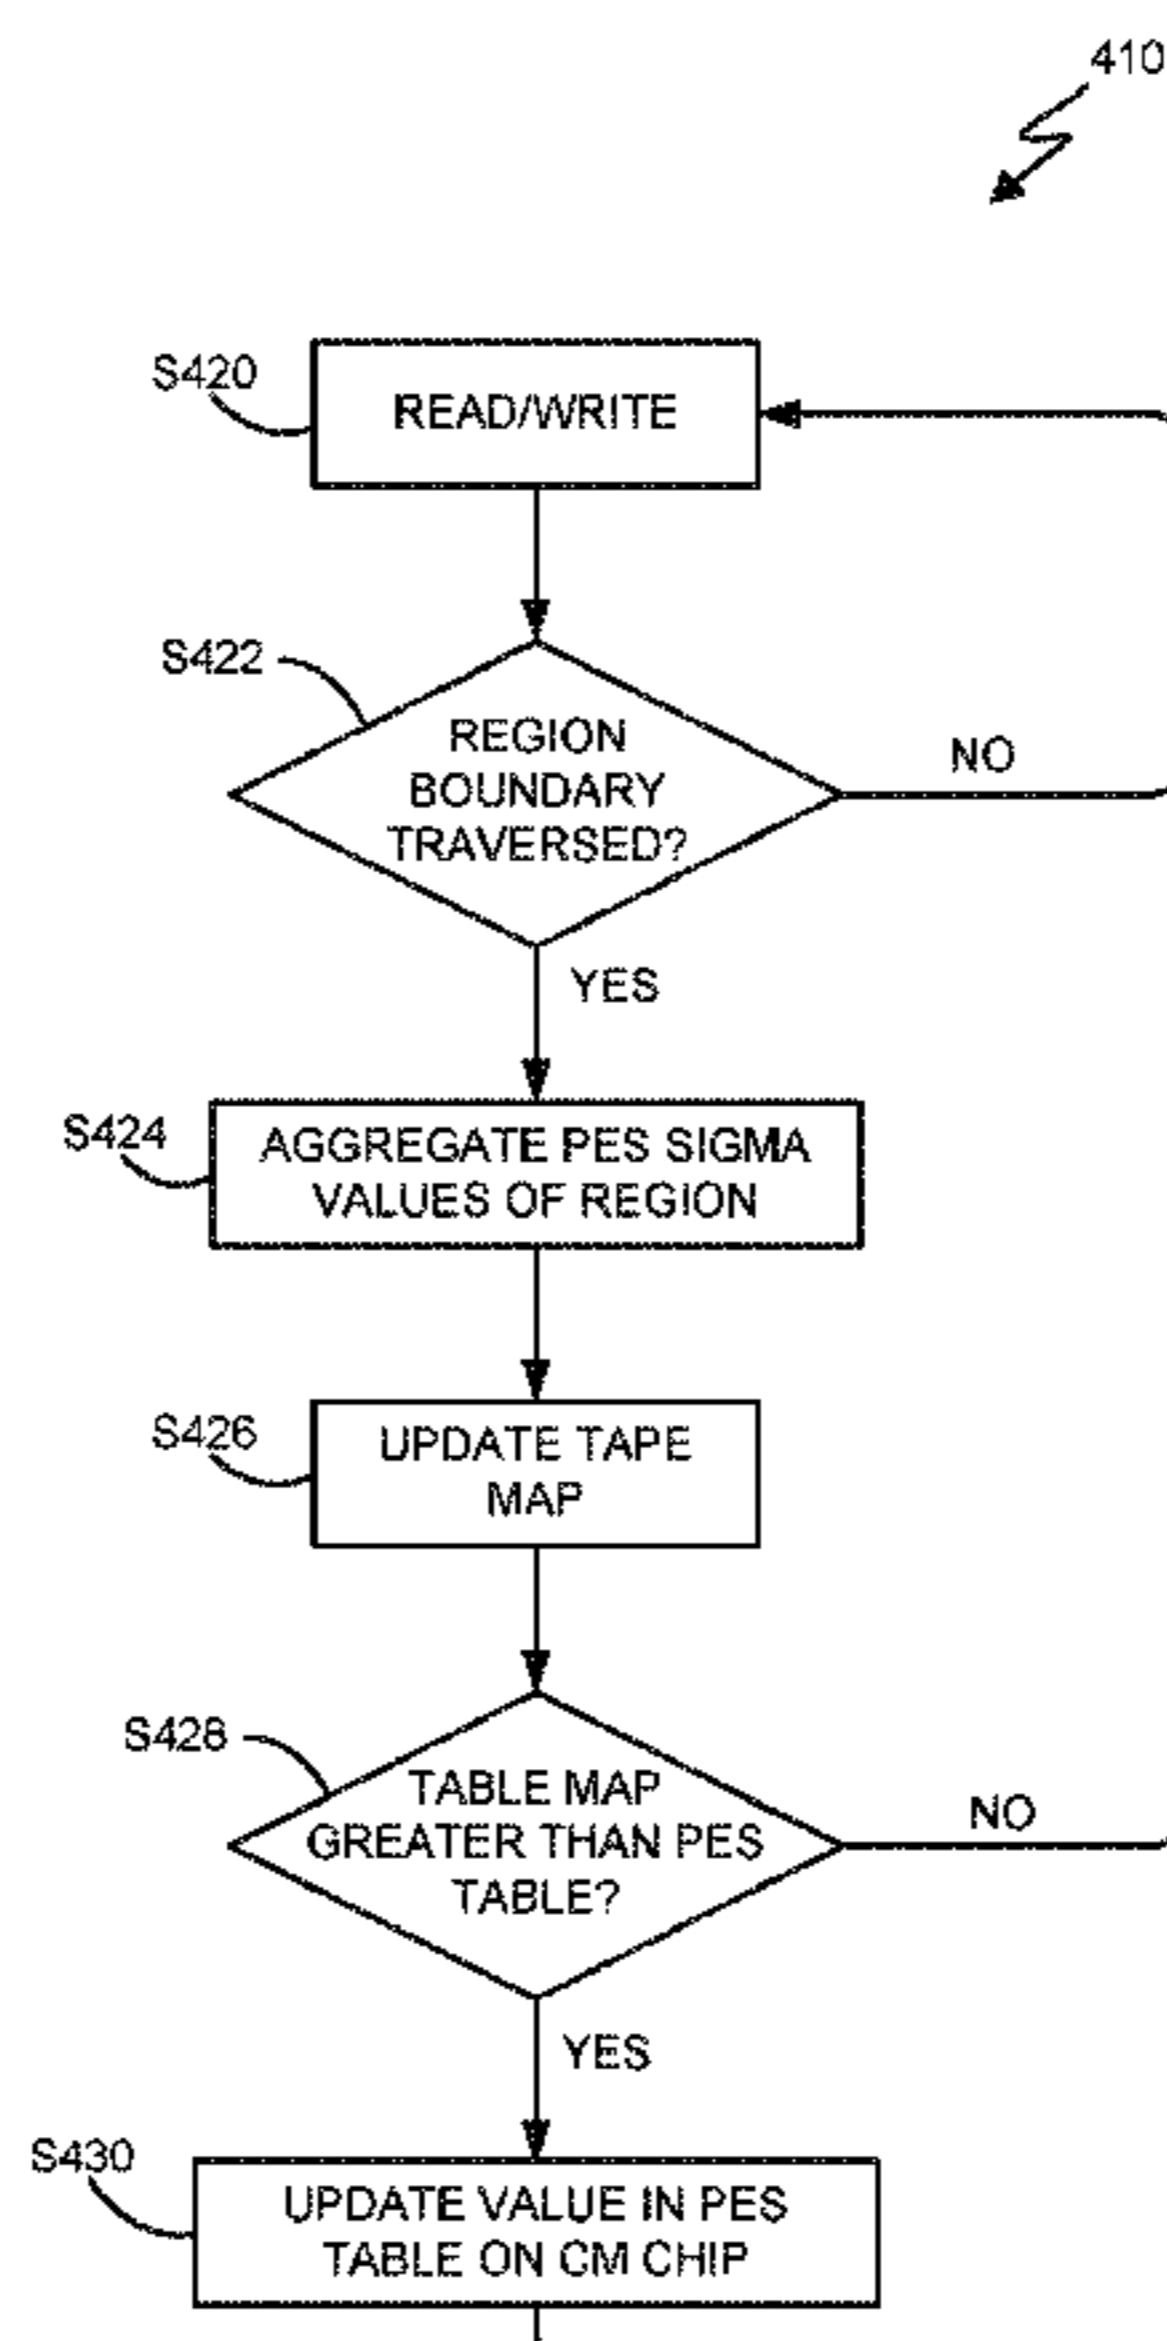 410
S420
READ/WRITE
S422
REGION
BOUNDARY
TRAVERSED?
NO
YES
S424
AGGREGATE PES SIGMA
VALUES OF REGION
S426
UPDATE TAPE
MAP
S428
TABLE MAP
GREATER THAN PES
TABLE?
NO
YES
S430
UPDATE VALUE IN PES
TABLE ON CM CHIP